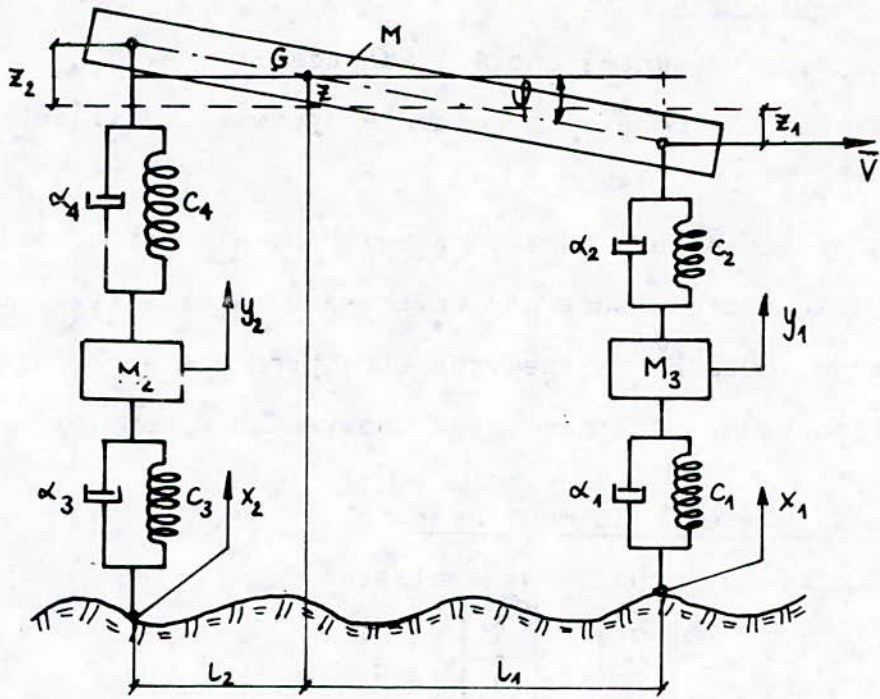 M
G
z₂
z
ψ
z₁
V̄
α₄ C₄
α₂ C₂
y₂
y₁
M₂
M₃
α₃ C₃ x₂
α₁ C₁ x₁
L₂ L₁